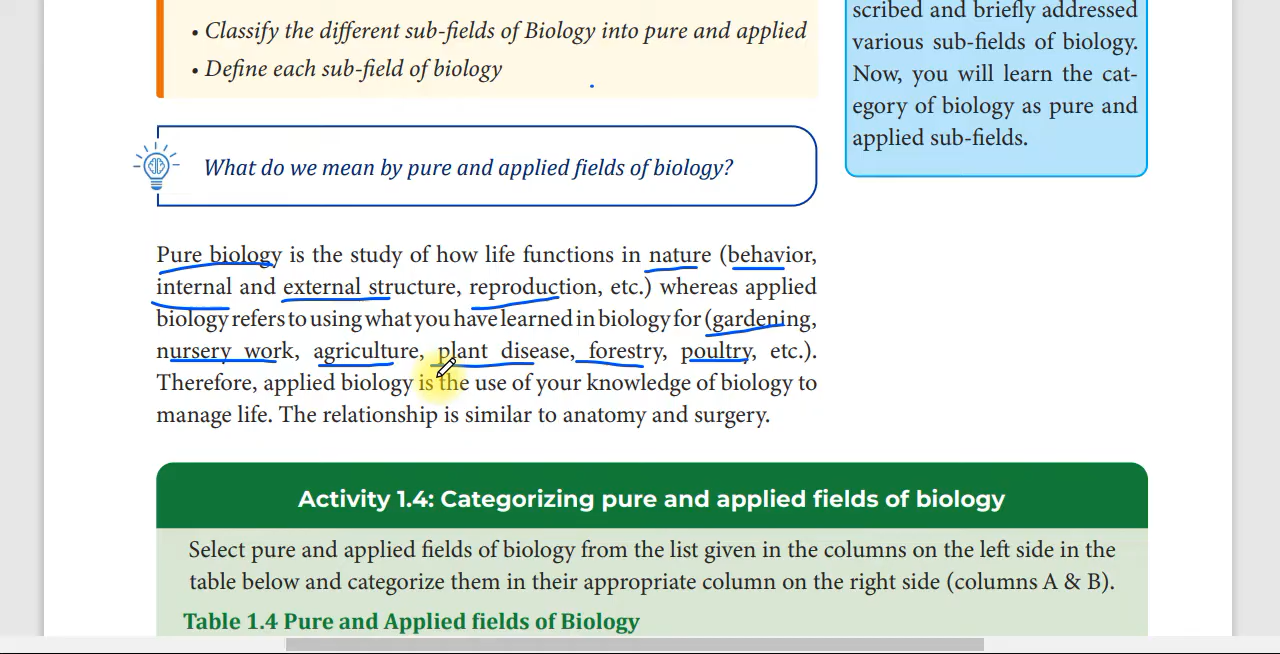 • Classify the different sub-fields of Biology into pure and applied
• Define each sub-field of biology
scribed and briefly addressed
various sub-fields of biology.
Now, you will learn the cat-
egory of biology as pure and
applied sub-fields.
What do we mean by pure and applied fields of biology?
Pure biology is the study of how life functions in nature (behavior,
internal and external structure, reproduction, etc.) whereas applied
biology refers to using what you have learned in biology for (gardening,
nursery work, agriculture, plant disease, forestry, poultry, etc.).
Therefore, applied biology is the use of your knowledge of biology to
manage life. The relationship is similar to anatomy and surgery.
Activity 1.4: Categorizing pure and applied fields of biology
Select pure and applied fields of biology from the list given in the columns on the left side in the
table below and categorize them in their appropriate column on the right side (columns A & B).
Table 1.4 Pure and Applied fields of Biology